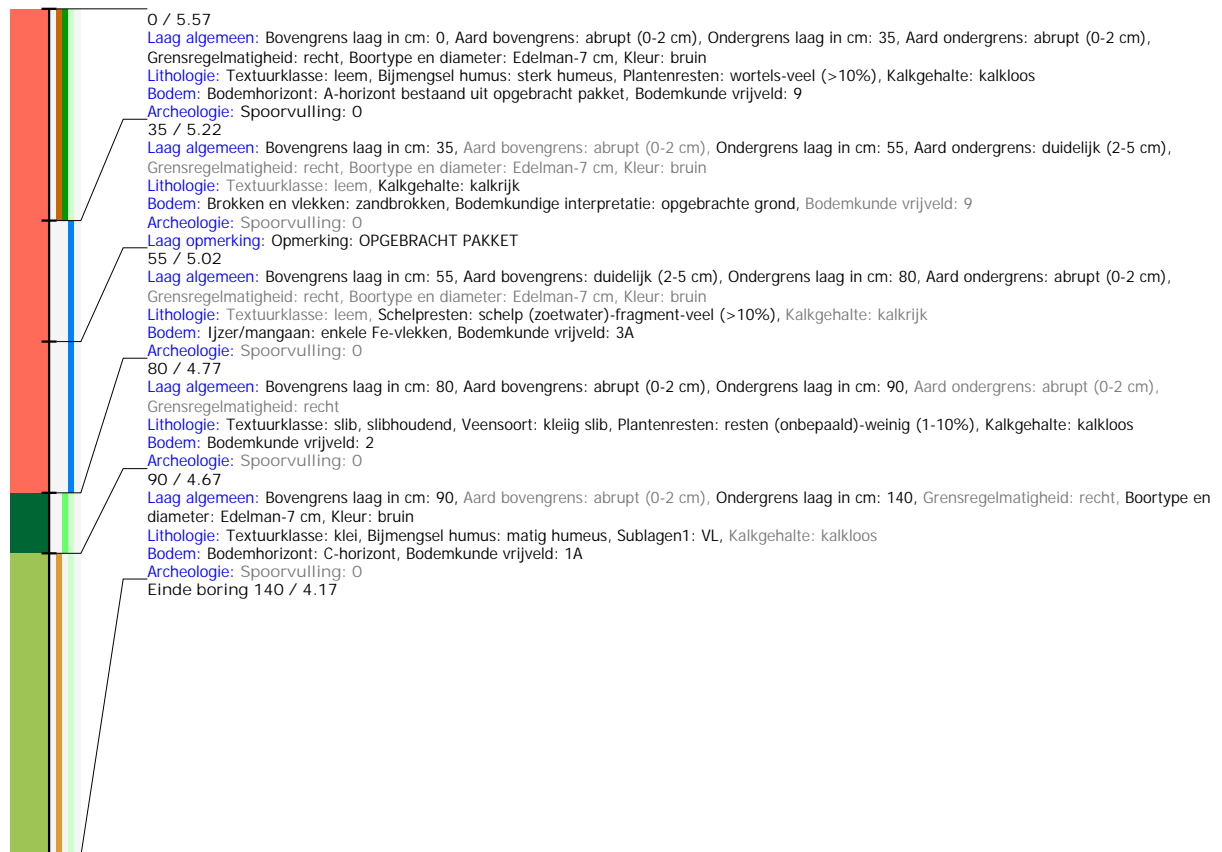 0 / 5.57
Laag algemeen: Bovengrens laag in cm: 0, Aard bovengrens: abrupt (0-2 cm), Ondergrens laag in cm: 35, Aard ondergrens: abrupt (0-2 cm),
Grensregelmatigheid: recht, Boortype en diameter: Edelman-7 cm, Kleur: bruin
Lithologie: Textuurklasse: leem, Bijmengsel humus: sterk humeus, Plantenresten: wortels-veel (>10%), Kalkgehalte: kalkloos
Bodem: Bodemhorizont: A-horizont bestaand uit opgebracht pakket, Bodemkunde vrijveld: 9
Archeologie: Spoorvulling: 0
35 / 5.22
Laag algemeen: Bovengrens laag in cm: 35, Aard bovengrens: abrupt (0-2 cm), Ondergrens laag in cm: 55, Aard ondergrens: duidelijk (2-5 cm),
Grensregelmatigheid: recht, Boortype en diameter: Edelman-7 cm, Kleur: bruin
Lithologie: Textuurklasse: leem, Kalkgehalte: kalkrijk
Bodem: Brokken en vlekken: zandbrokken, Bodemkundige interpretatie: opgebrachte grond, Bodemkunde vrijveld: 9
Archeologie: Spoorvulling: 0
Laag opmerking: Opmerking: OPGEBRACHT PAKKET
55 / 5.02
Laag algemeen: Bovengrens laag in cm: 55, Aard bovengrens: duidelijk (2-5 cm), Ondergrens laag in cm: 80, Aard ondergrens: abrupt (0-2 cm),
Grensregelmatigheid: recht, Boortype en diameter: Edelman-7 cm, Kleur: bruin
Lithologie: Textuurklasse: leem, Schelpresten: schelp (zoetwater)-fragment-veel (>10%), Kalkgehalte: kalkrijk
Bodem: Ijzer/mangaan: enkele Fe-vlekken, Bodemkunde vrijveld: 3A
Archeologie: Spoorvulling: 0
80 / 4.77
Laag algemeen: Bovengrens laag in cm: 80, Aard bovengrens: abrupt (0-2 cm), Ondergrens laag in cm: 90, Aard ondergrens: abrupt (0-2 cm),
Grensregelmatigheid: recht
Lithologie: Textuurklasse: slib, slibhoudend, Veensoort: kleiig slib, Plantenresten: resten (onbepaald)-weinig (1-10%), Kalkgehalte: kalkloos
Bodem: Bodemkunde vrijveld: 2
Archeologie: Spoorvulling: 0
90 / 4.67
Laag algemeen: Bovengrens laag in cm: 90, Aard bovengrens: abrupt (0-2 cm), Ondergrens laag in cm: 140, Grensregelmatigheid: recht, Boortype en
diameter: Edelman-7 cm, Kleur: bruin
Lithologie: Textuurklasse: klei, Bijmengsel humus: matig humeus, Sublagen1: VL, Kalkgehalte: kalkloos
Bodem: Bodemhorizont: C-horizont, Bodemkunde vrijveld: 1A
Archeologie: Spoorvulling: 0
Einde boring 140 / 4.17